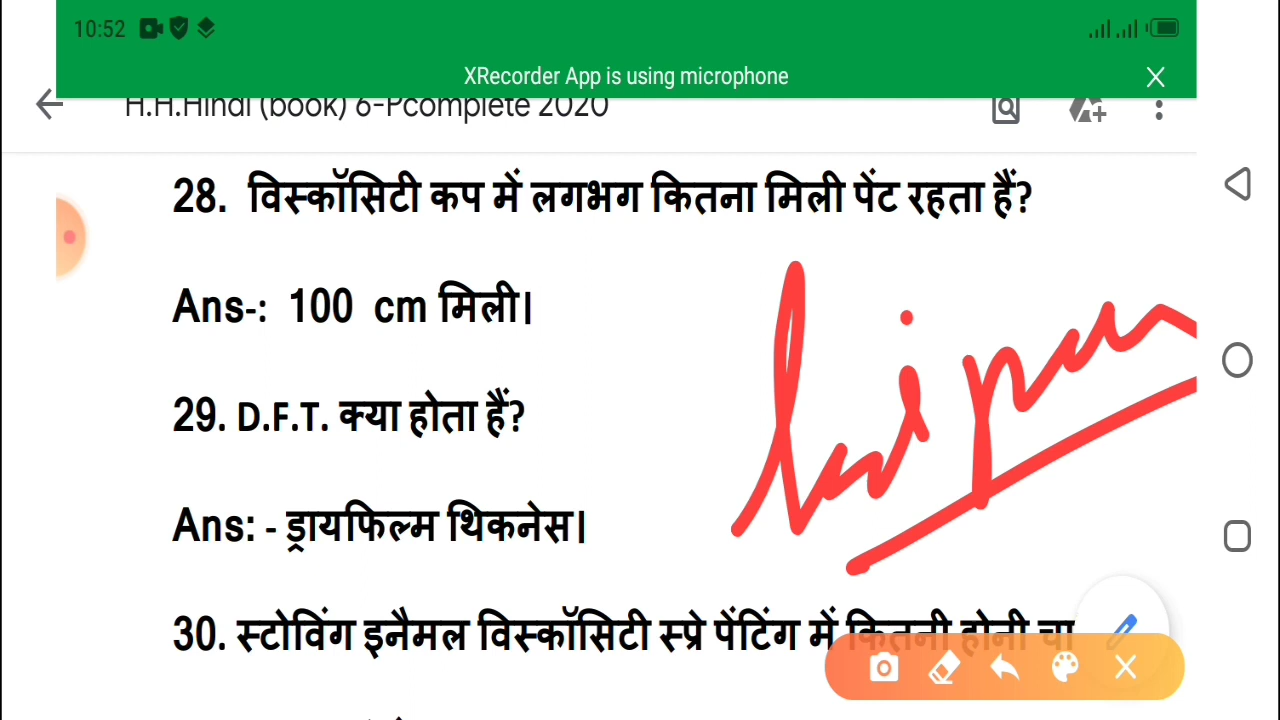 10:52
XRecorder App is using microphone
H.H.Hindi (book) 6-Pcomplete 2020
28. विस्कॉसिटी कप में लगभग कितना मिली पेंट रहता हैं?
Ans-: 100 cm मिली।
29. D.F.T. क्या होता हैं?
Ans: - ड्रायफिल्म थिकनेस।
30. स्टोविंग इनैमल विस्कॉसिटी स्प्रे पेंटिंग में कितनी होनी चा